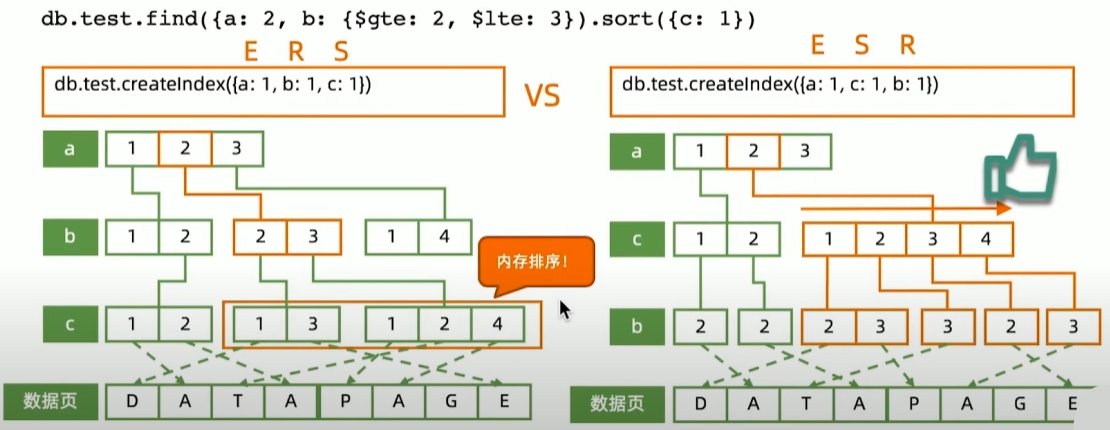 db.test.find({a: 2, b: {$gte: 2, $lte: 3}).sort({c: 1})
E R S
db.test.createIndex({a: 1, b: 1, c: 1})
a 1 2 3
b 1 2 2 3 1 4
内存排序！
c 1 2 1 3 1 2 4
数据页 D A T A P A G E
VS
E S R
db.test.createIndex({a: 1, c: 1, b: 1})
a 1 2 3
c 1 2 1 2 3 4
b 2 2 2 3 3 2 3
数据页 D A T A P A G E